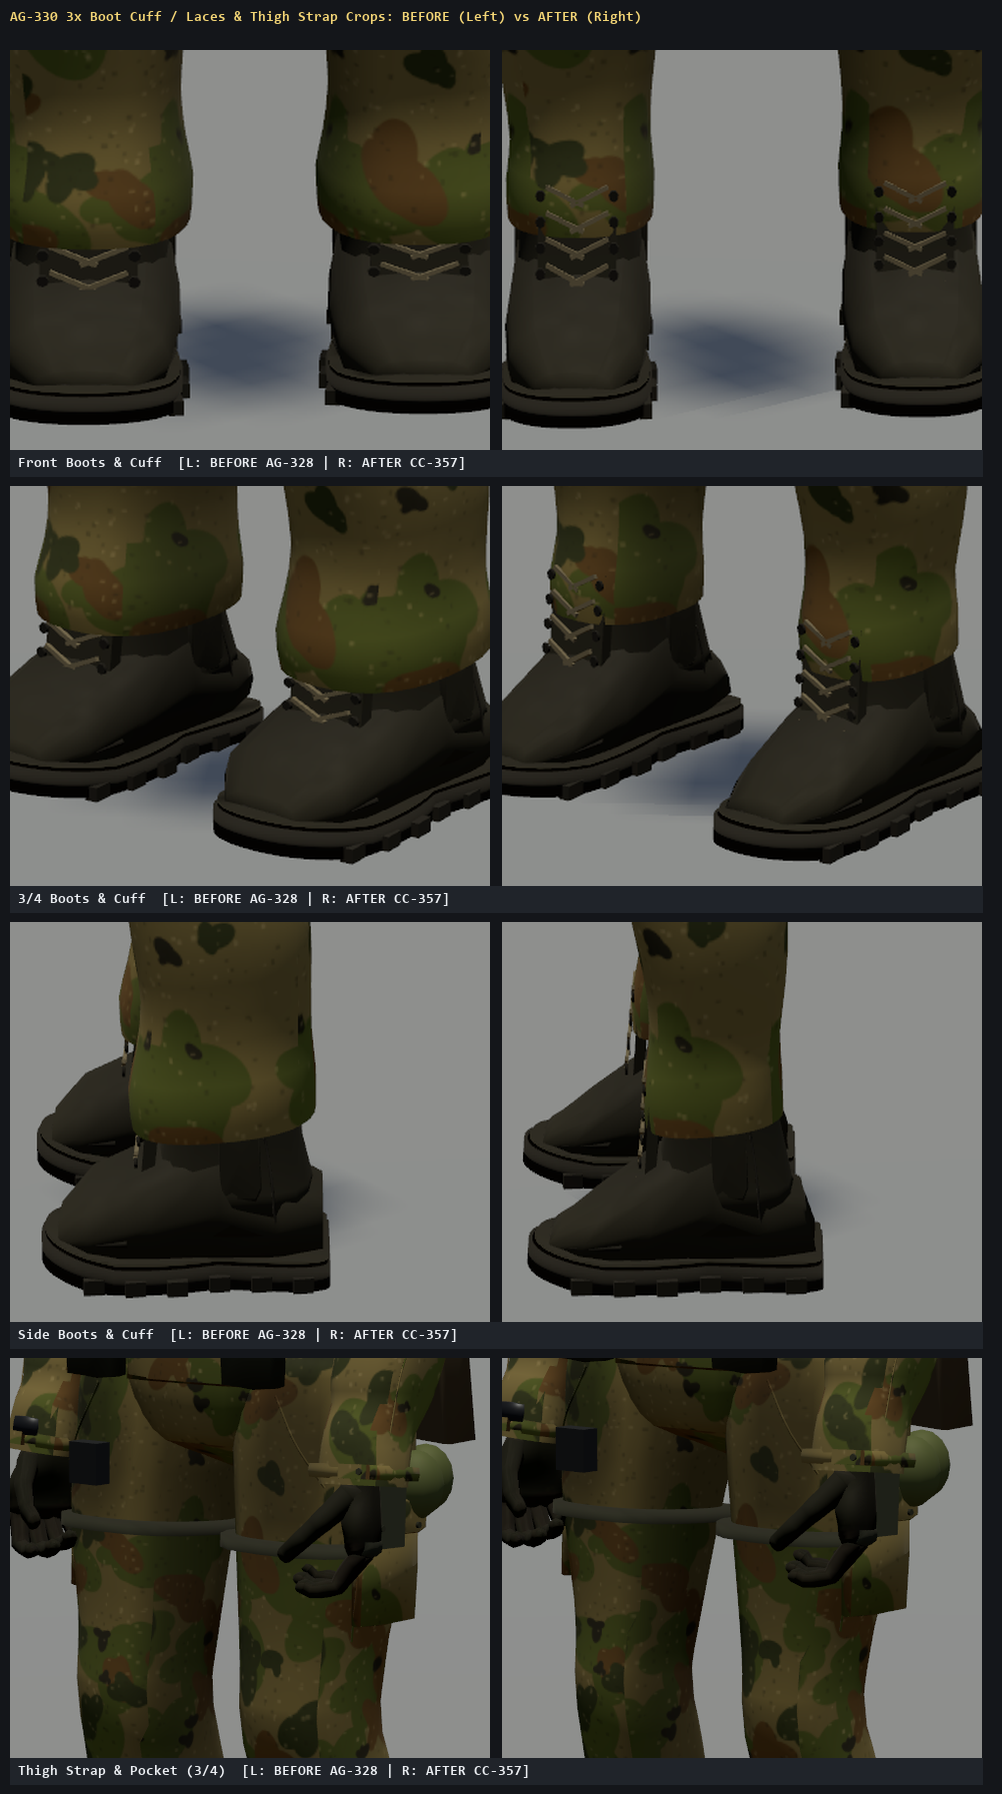 AG-330 3x Boot Cuff / Laces & Thigh Strap Crops: BEFORE (Left) vs AFTER (Right)
Front Boots & Cuff  [L: BEFORE AG-328 | R: AFTER CC-357]
3/4 Boots & Cuff  [L: BEFORE AG-328 | R: AFTER CC-357]
Side Boots & Cuff  [L: BEFORE AG-328 | R: AFTER CC-357]
Thigh Strap & Pocket (3/4)  [L: BEFORE AG-328 | R: AFTER CC-357]